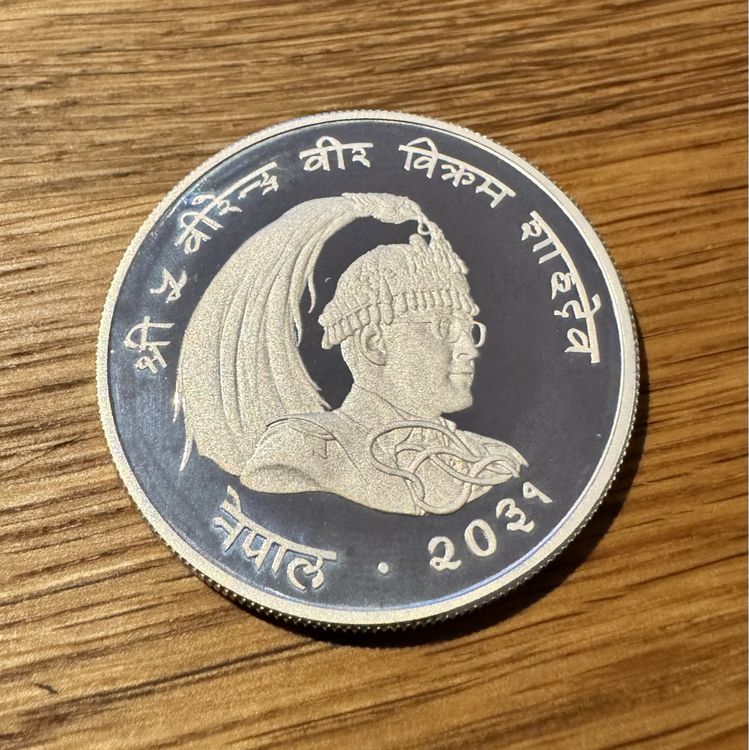 श्री ५ वीरेन्द्र वीर विक्रम शाहदेव
नेपाल · २०३१